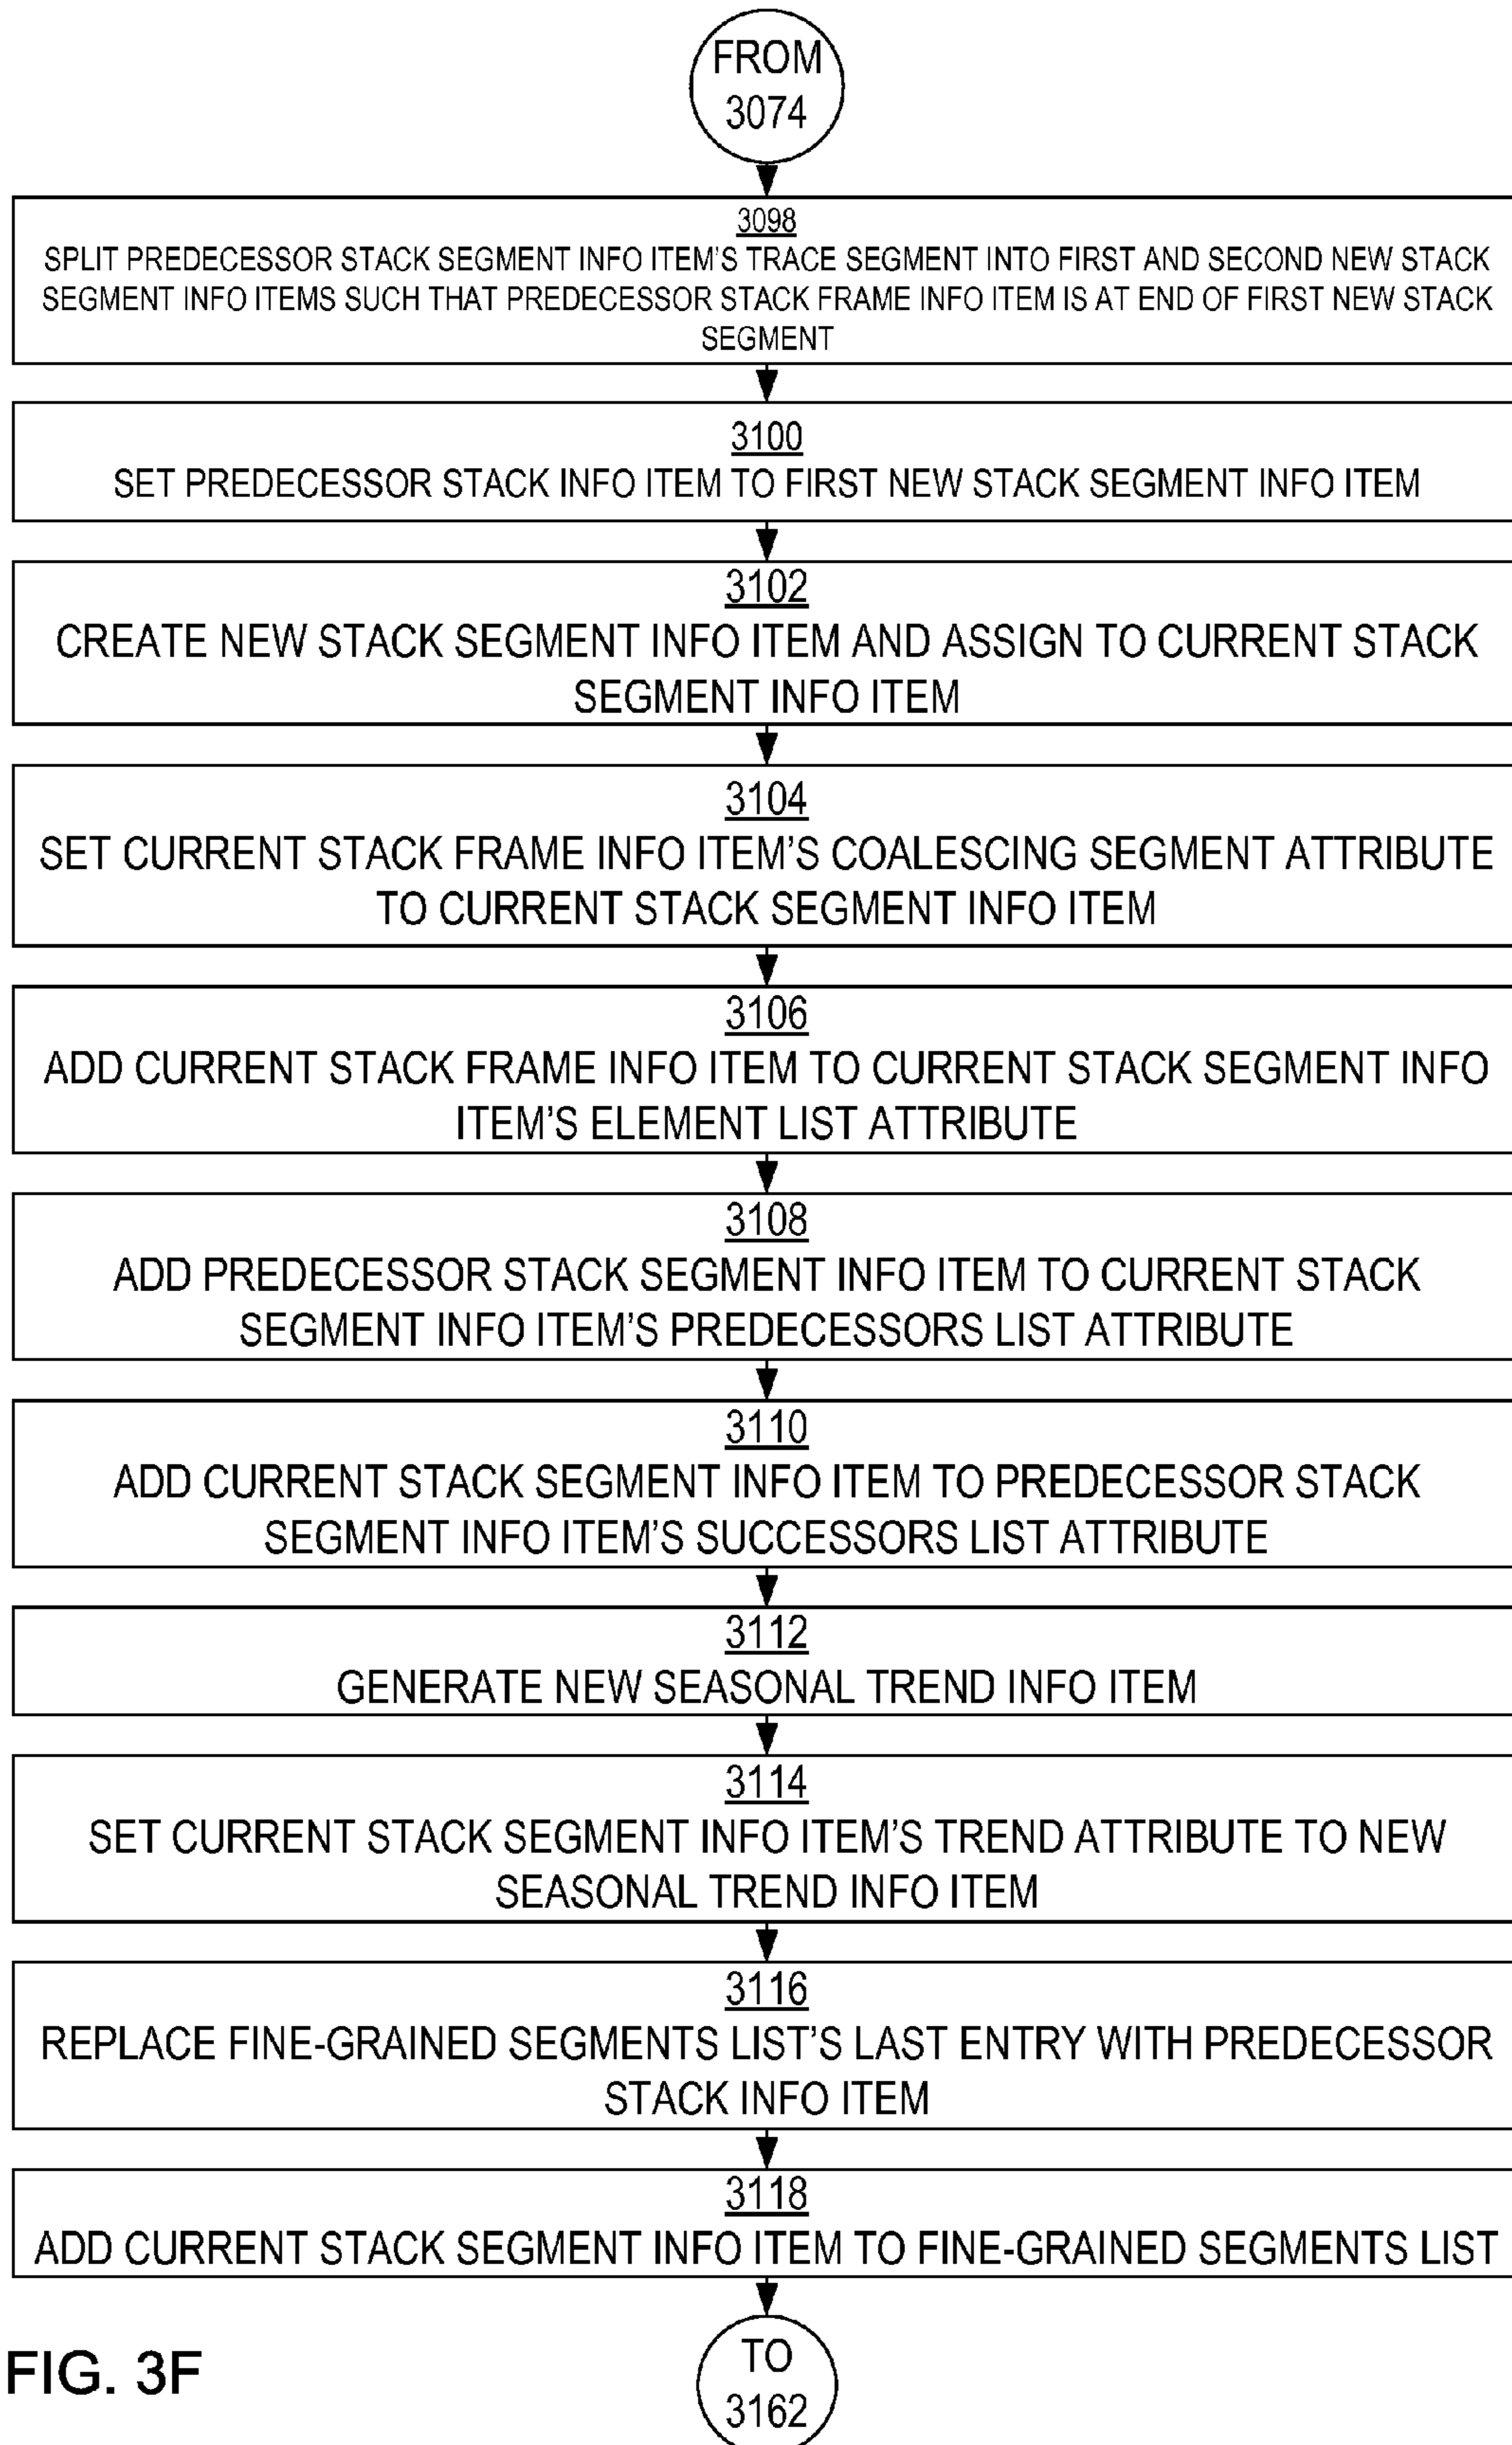 FROM
3074
3098
SPLIT PREDECESSOR STACK SEGMENT INFO ITEM'S TRACE SEGMENT INTO FIRST AND SECOND NEW STACK
SEGMENT INFO ITEMS SUCH THAT PREDECESSOR STACK FRAME INFO ITEM IS AT END OF FIRST NEW STACK
SEGMENT
3100
SET PREDECESSOR STACK INFO ITEM TO FIRST NEW STACK SEGMENT INFO ITEM
3102
CREATE NEW STACK SEGMENT INFO ITEM AND ASSIGN TO CURRENT STACK
SEGMENT INFO ITEM
3104
SET CURRENT STACK FRAME INFO ITEM'S COALESCING SEGMENT ATTRIBUTE
TO CURRENT STACK SEGMENT INFO ITEM
3106
ADD CURRENT STACK FRAME INFO ITEM TO CURRENT STACK SEGMENT INFO
ITEM'S ELEMENT LIST ATTRIBUTE
3108
ADD PREDECESSOR STACK SEGMENT INFO ITEM TO CURRENT STACK
SEGMENT INFO ITEM'S PREDECESSORS LIST ATTRIBUTE
3110
ADD CURRENT STACK SEGMENT INFO ITEM TO PREDECESSOR STACK
SEGMENT INFO ITEM'S SUCCESSORS LIST ATTRIBUTE
3112
GENERATE NEW SEASONAL TREND INFO ITEM
3114
SET CURRENT STACK SEGMENT INFO ITEM'S TREND ATTRIBUTE TO NEW
SEASONAL TREND INFO ITEM
3116
REPLACE FINE-GRAINED SEGMENTS LIST'S LAST ENTRY WITH PREDECESSOR
STACK INFO ITEM
3118
ADD CURRENT STACK SEGMENT INFO ITEM TO FINE-GRAINED SEGMENTS LIST
TO
3162
FIG. 3F